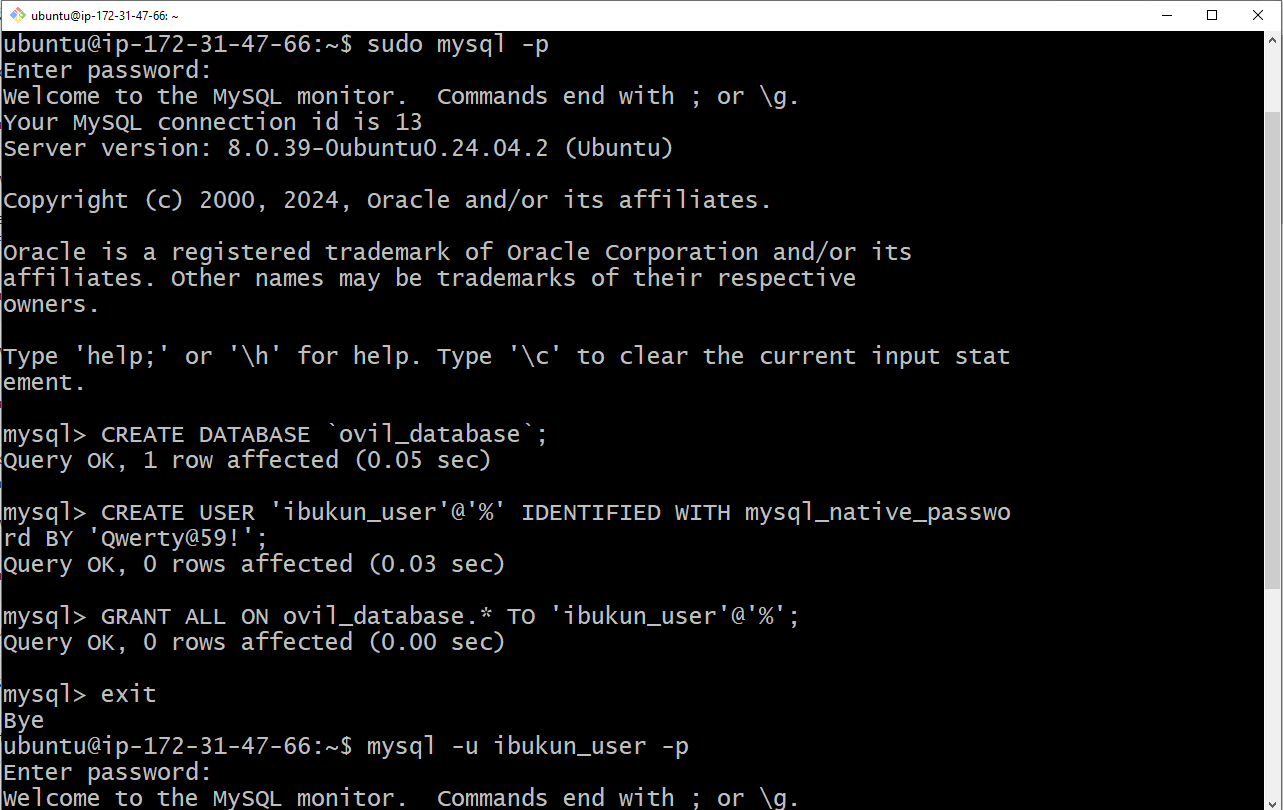 ubuntu@ip-172-31-47-66: ~
ubuntu@ip-172-31-47-66:~$ sudo mysql -p
Enter password:
Welcome to the MySQL monitor.  Commands end with ; or \g.
Your MySQL connection id is 13
Server version: 8.0.39-0ubuntu0.24.04.2 (Ubuntu)
Copyright (c) 2000, 2024, Oracle and/or its affiliates.
Oracle is a registered trademark of Oracle Corporation and/or its
affiliates. Other names may be trademarks of their respective
owners.
Type 'help;' or '\h' for help. Type '\c' to clear the current input stat
ement.
mysql> CREATE DATABASE `ovil_database`;
Query OK, 1 row affected (0.05 sec)
mysql> CREATE USER 'ibukun_user'@'%' IDENTIFIED WITH mysql_native_passwo
rd BY 'Qwerty@59!';
Query OK, 0 rows affected (0.03 sec)
mysql> GRANT ALL ON ovil_database.* TO 'ibukun_user'@'%';
Query OK, 0 rows affected (0.00 sec)
mysql> exit
Bye
ubuntu@ip-172-31-47-66:~$ mysql -u ibukun_user -p
Enter password:
Welcome to the MySQL monitor.  Commands end with ; or \g.